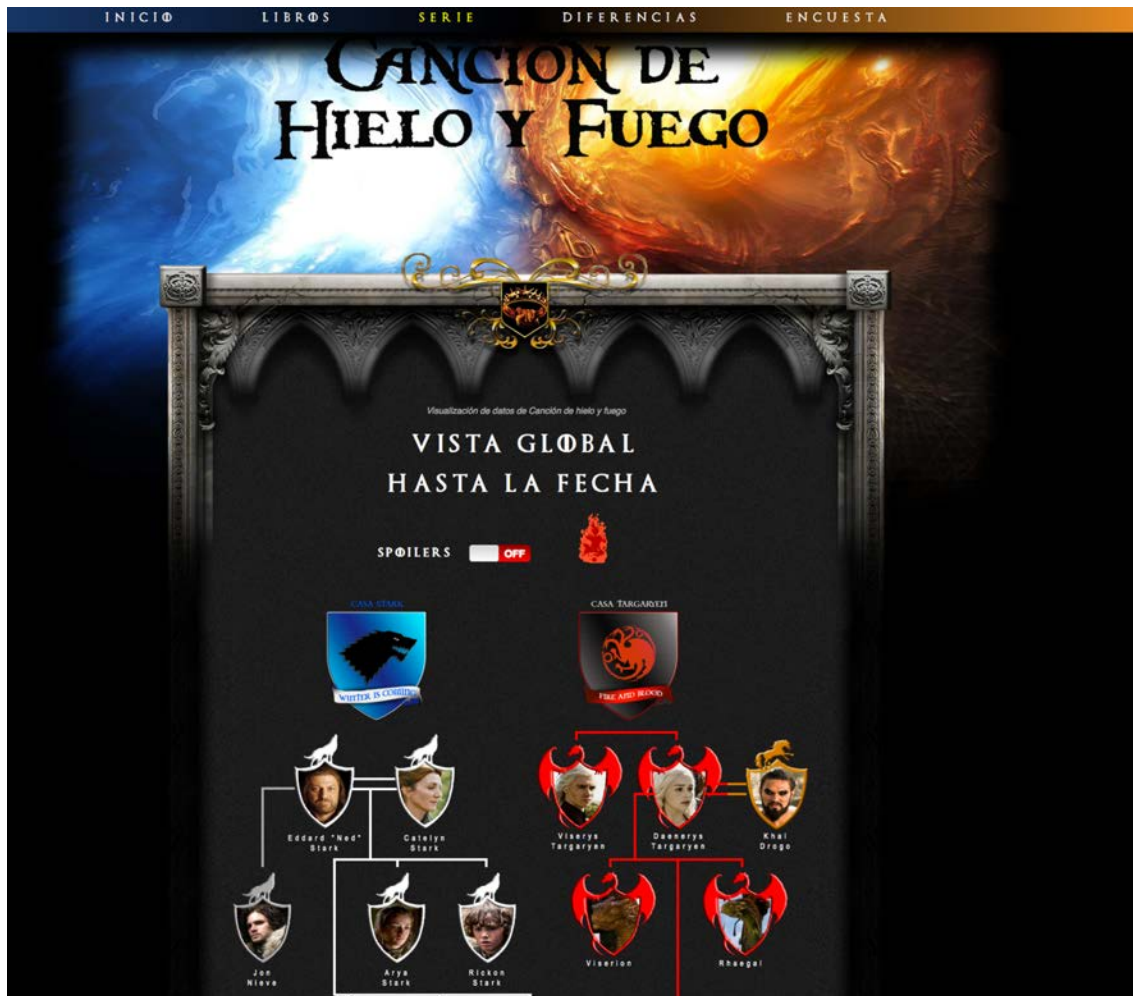 INICIO LIBROS SERIE DIFERENCIAS ENCUESTA
CANCIÓN DE
HIELO Y FUEGO
Visualización de datos de Canción de hielo y fuego
VISTA GLOBAL
HASTA LA FECHA
SPOILERS OFF
CASA STARK CASA TARGARYEN
WINTER IS COMING FIRE AND BLOOD
Eddard "Ned" Catelyn Viserys Daenerys Khal
Stark Stark Targaryen Targaryen Drogo
Jon Arya Rickon Viserion Rhaegal
Nieve Stark Stark